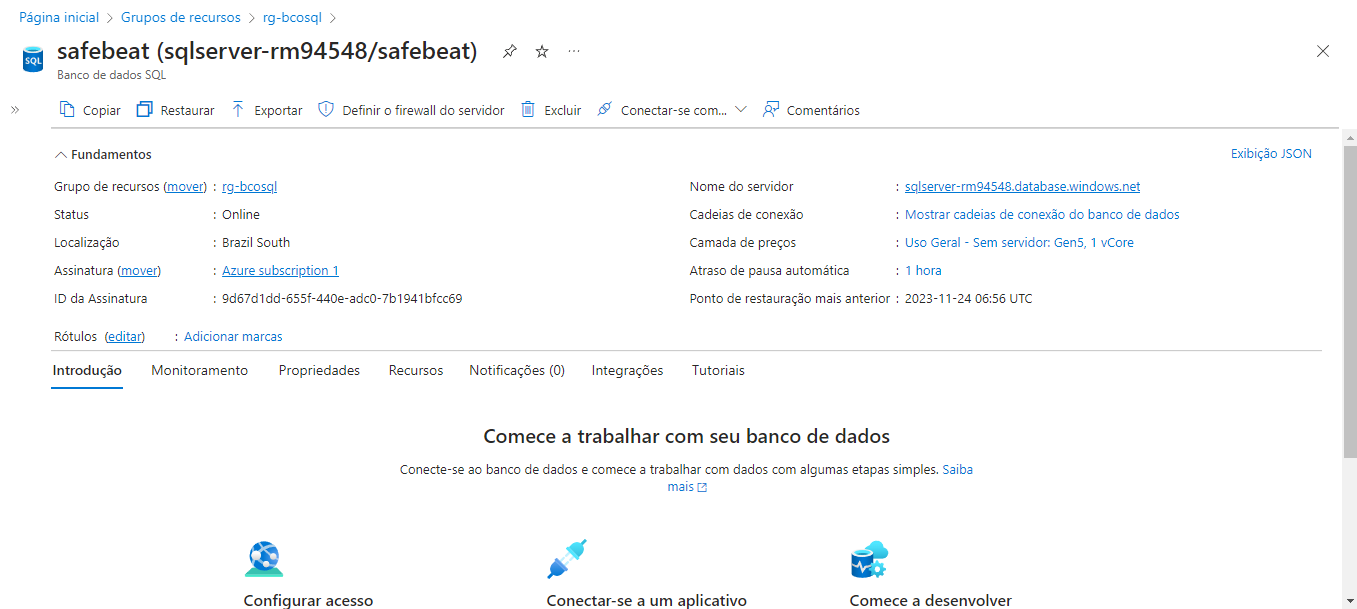 Página inicial > Grupos de recursos > rg-bcosql >
safebeat (sqlserver-rm94548/safebeat)
SQL
Banco de dados SQL
Copiar Restaurar Exportar Definir o firewall do servidor Excluir Conectar-se com... Comentários
Fundamentos Exibição JSON
Grupo de recursos (mover) : rg-bcosql
Status : Online
Localização : Brazil South
Assinatura (mover) : Azure subscription 1
ID da Assinatura : 9d67d1dd-655f-440e-adc0-7b1941bfcc69
Nome do servidor : sqlserver-rm94548.database.windows.net
Cadeias de conexão : Mostrar cadeias de conexão do banco de dados
Camada de preços : Uso Geral - Sem servidor: Gen5, 1 vCore
Atraso de pausa automática : 1 hora
Ponto de restauração mais anterior : 2023-11-24 06:56 UTC
Rótulos (editar) : Adicionar marcas
Introdução Monitoramento Propriedades Recursos Notificações (0) Integrações Tutoriais
Comece a trabalhar com seu banco de dados
Conecte-se ao banco de dados e comece a trabalhar com dados com algumas etapas simples. Saiba
mais
Configurar acesso Conectar-se a um aplicativo Comece a desenvolver